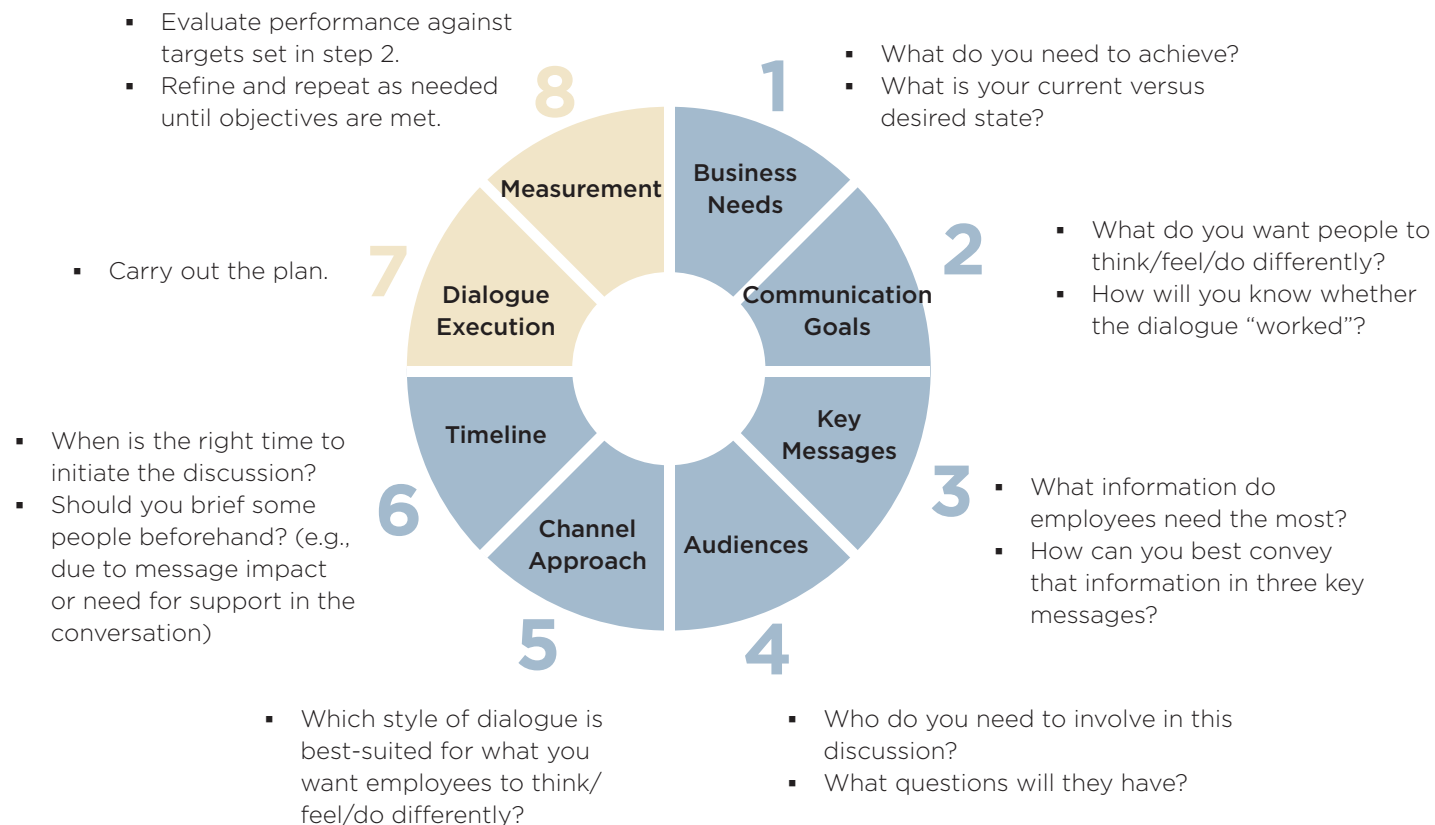 1
Business
Needs
▪ What do you need to achieve?
▪ What is your current versus
desired state?
2
Communication
Goals
▪ What do you want people to
think/feel/do differently?
▪ How will you know whether
the dialogue “worked”?
3
Key
Messages
▪ What information do
employees need the most?
▪ How can you best convey
that information in three key
messages?
4
Audiences
▪ Who do you need to involve in this
discussion?
▪ What questions will they have?
5
Channel
Approach
▪ Which style of dialogue is
best-suited for what you
want employees to think/
feel/do differently?
6
Timeline
▪ When is the right time to
initiate the discussion?
▪ Should you brief some
people beforehand? (e.g.,
due to message impact
or need for support in the
conversation)
7
Dialogue
Execution
▪ Carry out the plan.
8
Measurement
▪ Evaluate performance against
targets set in step 2.
▪ Refine and repeat as needed
until objectives are met.